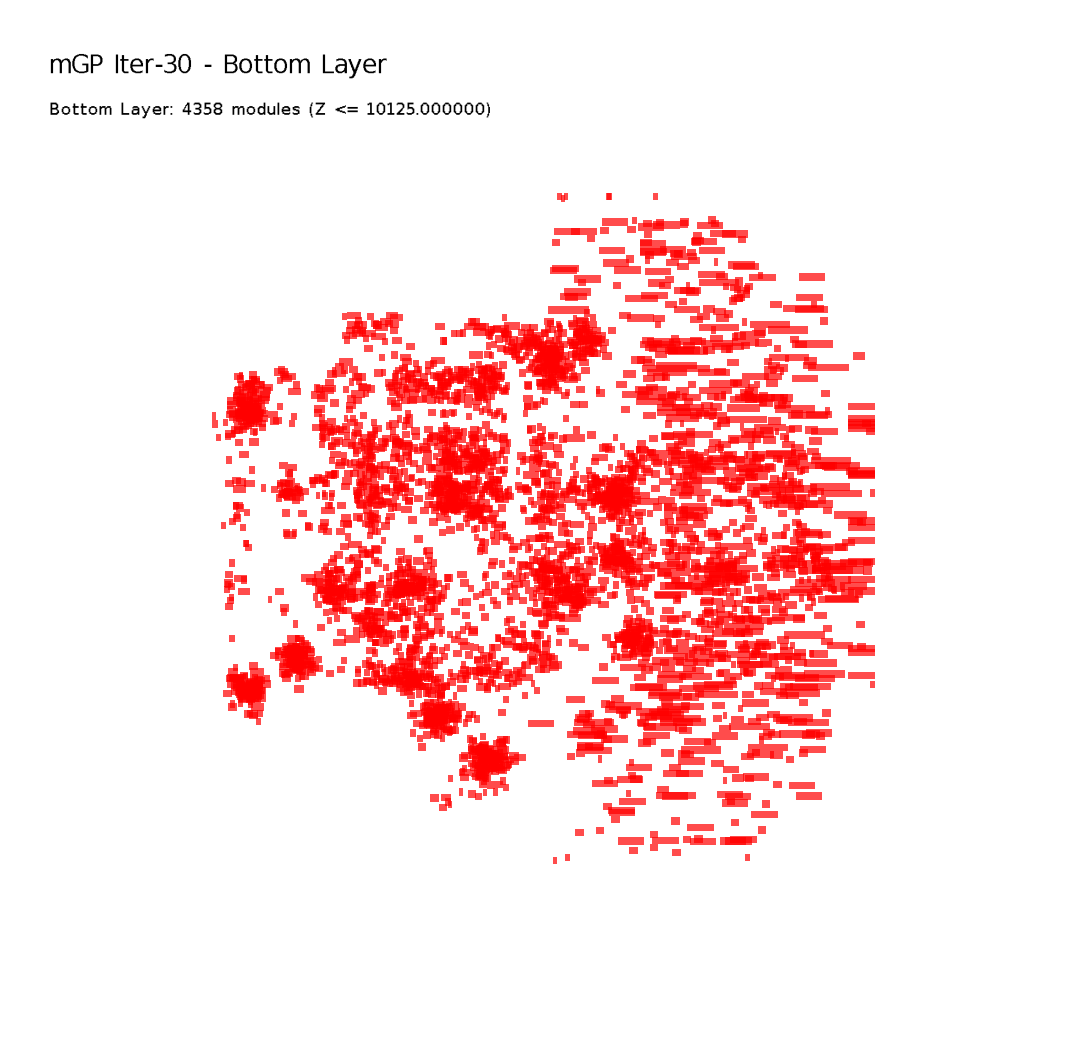 mGP Iter-30 - Bottom Layer
Bottom Layer: 4358 modules (Z <= 10125.000000)